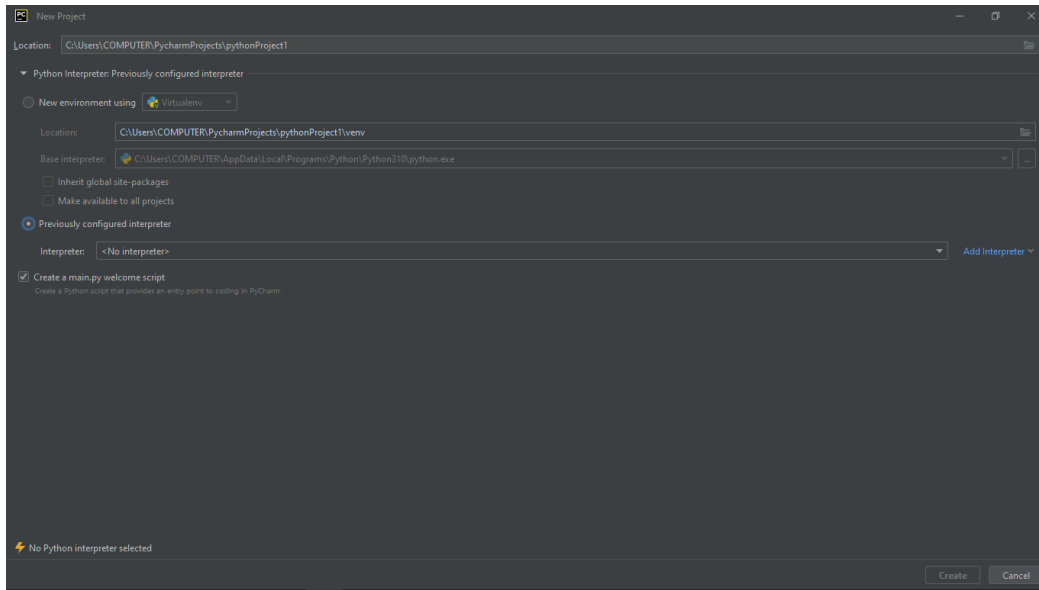 PC New Project
Location: C:\Users\COMPUTER\PycharmProjects\pythonProject1
Python Interpreter: Previously configured interpreter
New environment using Virtualenv
Location: C:\Users\COMPUTER\PycharmProjects\pythonProject1\venv
Base interpreter: C:\Users\COMPUTER\AppData\Local\Programs\Python\Python310\python.exe ...
Inherit global site-packages
Make available to all projects
Previously configured interpreter
Interpreter: <No interpreter> Add Interpreter
Create a main.py welcome script
Create a Python script that provides an entry point to coding in PyCharm.
No Python interpreter selected
Create Cancel